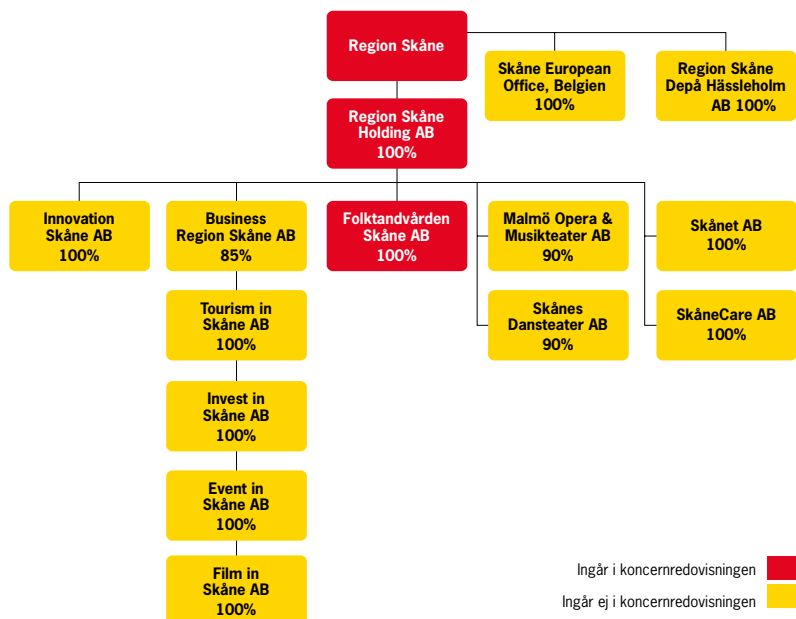 Region Skåne
Skåne European
Office, Belgien
100%
Region Skåne
Depå Hässleholm
AB 100%
Region Skåne
Holding AB
100%
Innovation
Skåne AB
100%
Business
Region Skåne AB
85%
Folktandvården
Skåne AB
100%
Malmö Opera &
Musikteater AB
90%
Skånet AB
100%
Tourism in
Skåne AB
100%
Skånes
Dansteater AB
90%
SkåneCare AB
100%
Invest in
Skåne AB
100%
Event in
Skåne AB
100%
Film in
Skåne AB
100%
Ingår i koncernredovisningen
Ingår ej i koncernredovisningen